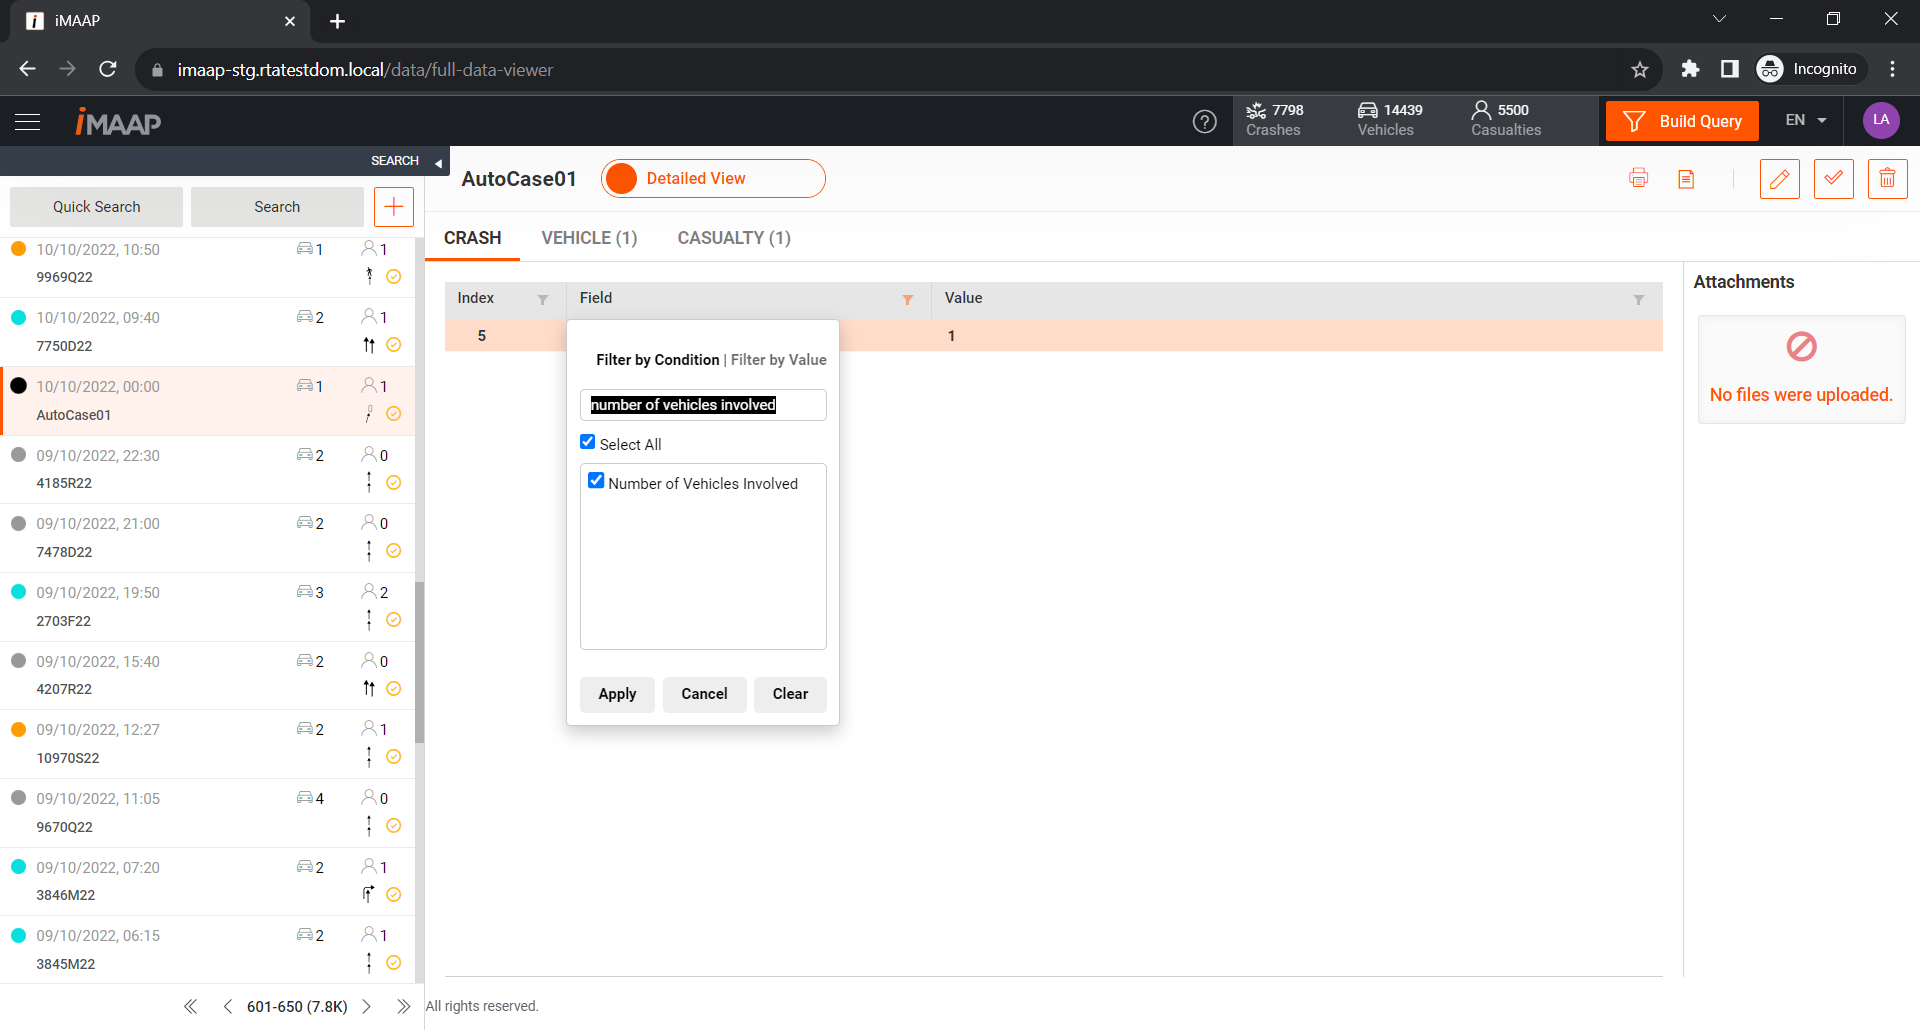 iMAAP
imaap-stg.rtatestdom.local/data/full-data-viewer
Incognito
iMAAP
7798
Crashes
14439
Vehicles
5500
Casualties
Build Query
EN
LA
SEARCH
Quick Search
Search
10/10/2022, 10:50 1 1
9969Q22
10/10/2022, 09:40 2 1
7750D22
10/10/2022, 00:00 1 1
AutoCase01
09/10/2022, 22:30 2 0
4185R22
09/10/2022, 21:00 2 0
7478D22
09/10/2022, 19:50 3 2
2703F22
09/10/2022, 15:40 2 0
4207R22
09/10/2022, 12:27 2 1
10970S22
09/10/2022, 11:05 4 0
9670Q22
09/10/2022, 07:20 2 1
3846M22
09/10/2022, 06:15 2 1
3845M22
601-650 (7.8K)
AutoCase01
Detailed View
CRASH VEHICLE (1) CASUALTY (1)
Index Field Value
5 1
Filter by Condition | Filter by Value
number of vehicles involved
Select All
Number of Vehicles Involved
Apply Cancel Clear
Attachments
No files were uploaded.
All rights reserved.